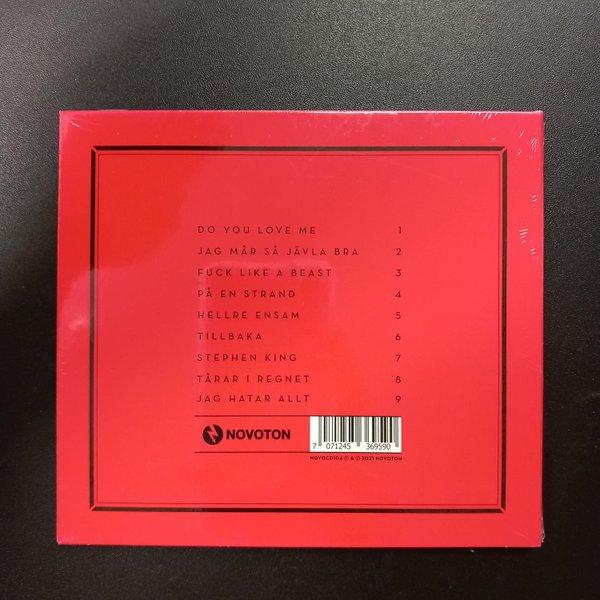 DO YOU LOVE ME 1
JAG MÅR SÅ JÄVLA BRA 2
FUCK LIKE A BEAST 3
PÅ EN STRAND 4
HELLRE ENSAM 5
TILLBAKA 6
STEPHEN KING 7
TÅRAR I REGNET 8
JAG HATAR ALLT 9
NOVOTON
7 071245 369590
NOVOCD104 ℗ & © 2021 NOVOTON